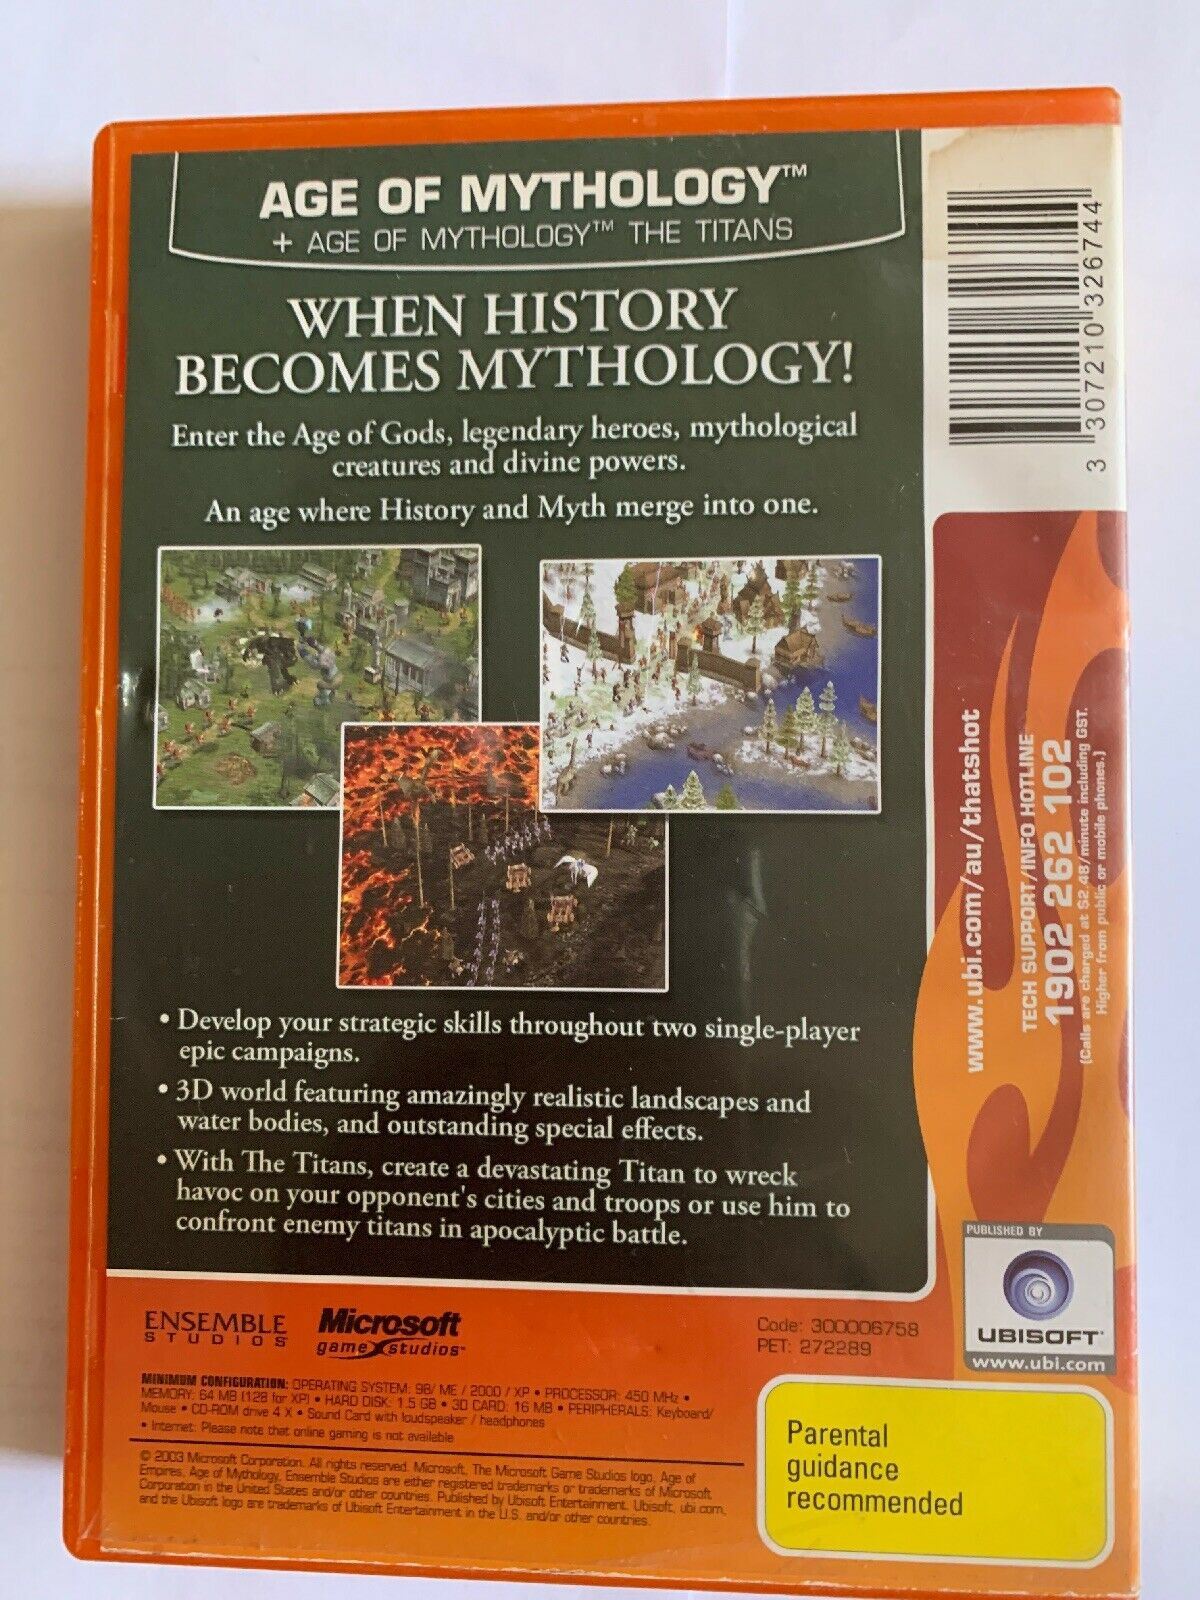 AGE OF MYTHOLOGY™
+ AGE OF MYTHOLOGY™ THE TITANS
WHEN HISTORY
BECOMES MYTHOLOGY!
Enter the Age of Gods, legendary heroes, mythological
creatures and divine powers.
An age where History and Myth merge into one.
• Develop your strategic skills throughout two single-player
epic campaigns.
• 3D world featuring amazingly realistic landscapes and
water bodies, and outstanding special effects.
• With The Titans, create a devastating Titan to wreck
havoc on your opponent's cities and troops or use him to
confront enemy titans in apocalyptic battle.
ENSEMBLE
STUDIOS
Microsoft
game studios™
Code: 300006758
PET: 272289
MINIMUM CONFIGURATION: OPERATING SYSTEM: 98/ ME / 2000 / XP • PROCESSOR: 450 MHz •
MEMORY: 64 MB (128 for XP) • HARD DISK: 1.5 GB • 3D CARD: 16 MB • PERIPHERALS: Keyboard/
Mouse • CD-ROM drive 4 X • Sound Card with loudspeaker / headphones
• Internet: Please note that online gaming is not available
© 2003 Microsoft Corporation. All rights reserved. Microsoft, The Microsoft Game Studios logo, Age of
Empires, Age of Mythology, Ensemble Studios are either registered trademarks or trademarks of Microsoft
Corporation in the United States and/or other countries. Published by Ubisoft Entertainment. Ubisoft, ubi.com,
and the Ubisoft logo are trademarks of Ubisoft Entertainment in the U.S. and/or other countries.
3 307210 326744
www.ubi.com/au/thatshot
TECH SUPPORT/INFO HOTLINE
1902 262 102
(Calls are charged at $2.48/minute including GST.
Higher from public or mobile phones.)
PUBLISHED BY
UBISOFT™
www.ubi.com
Parental
guidance
recommended